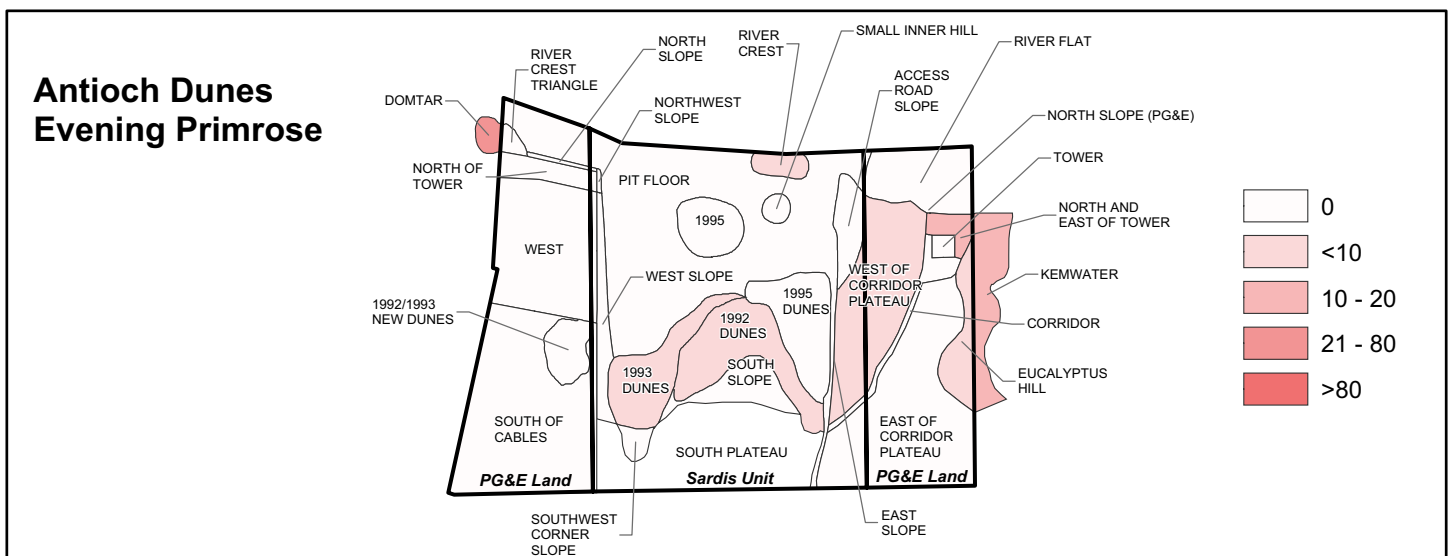 Antioch Dunes
Evening Primrose
DOMTAR
RIVER
CREST
TRIANGLE
NORTH
SLOPE
NORTHWEST
SLOPE
RIVER
CREST
SMALL INNER HILL
ACCESS
ROAD
SLOPE
RIVER FLAT
NORTH SLOPE (PG&E)
TOWER
NORTH AND
EAST OF TOWER
KEMWATER
CORRIDOR
EUCALYPTUS
HILL
NORTH OF
TOWER
PIT FLOOR
1995
WEST
WEST SLOPE
1992/1993
NEW DUNES
1995
DUNES
WEST OF
CORRIDOR
PLATEAU
1992
DUNES
1993
DUNES
SOUTH
SLOPE
SOUTH OF
CABLES
SOUTH PLATEAU
EAST OF
CORRIDOR
PLATEAU
PG&E Land
Sardis Unit
PG&E Land
SOUTHWEST
CORNER
SLOPE
EAST
SLOPE
0
<10
10 - 20
21 - 80
>80